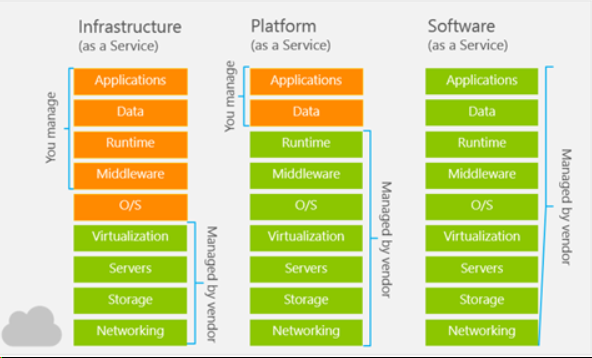 Infrastructure
(as a Service)
You manage
Applications
Data
Runtime
Middleware
O/S
Virtualization
Servers
Storage
Networking
Managed by vendor
Platform
(as a Service)
You manage
Applications
Data
Runtime
Middleware
O/S
Virtualization
Servers
Storage
Networking
Managed by vendor
Software
(as a Service)
Applications
Data
Runtime
Middleware
O/S
Virtualization
Servers
Storage
Networking
Managed by vendor